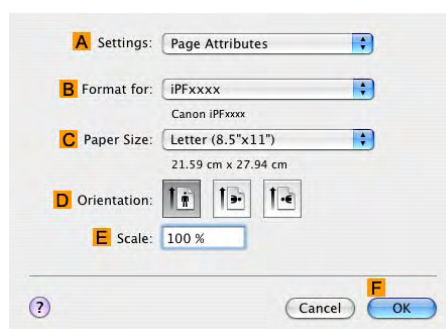 A Settings: Page Attributes
B Format for: iPFxxxx
Canon iPFxxxx
C Paper Size: Letter (8.5"x11")
21.59 cm x 27.94 cm
D Orientation:
E Scale: 100 %
F
? Cancel OK